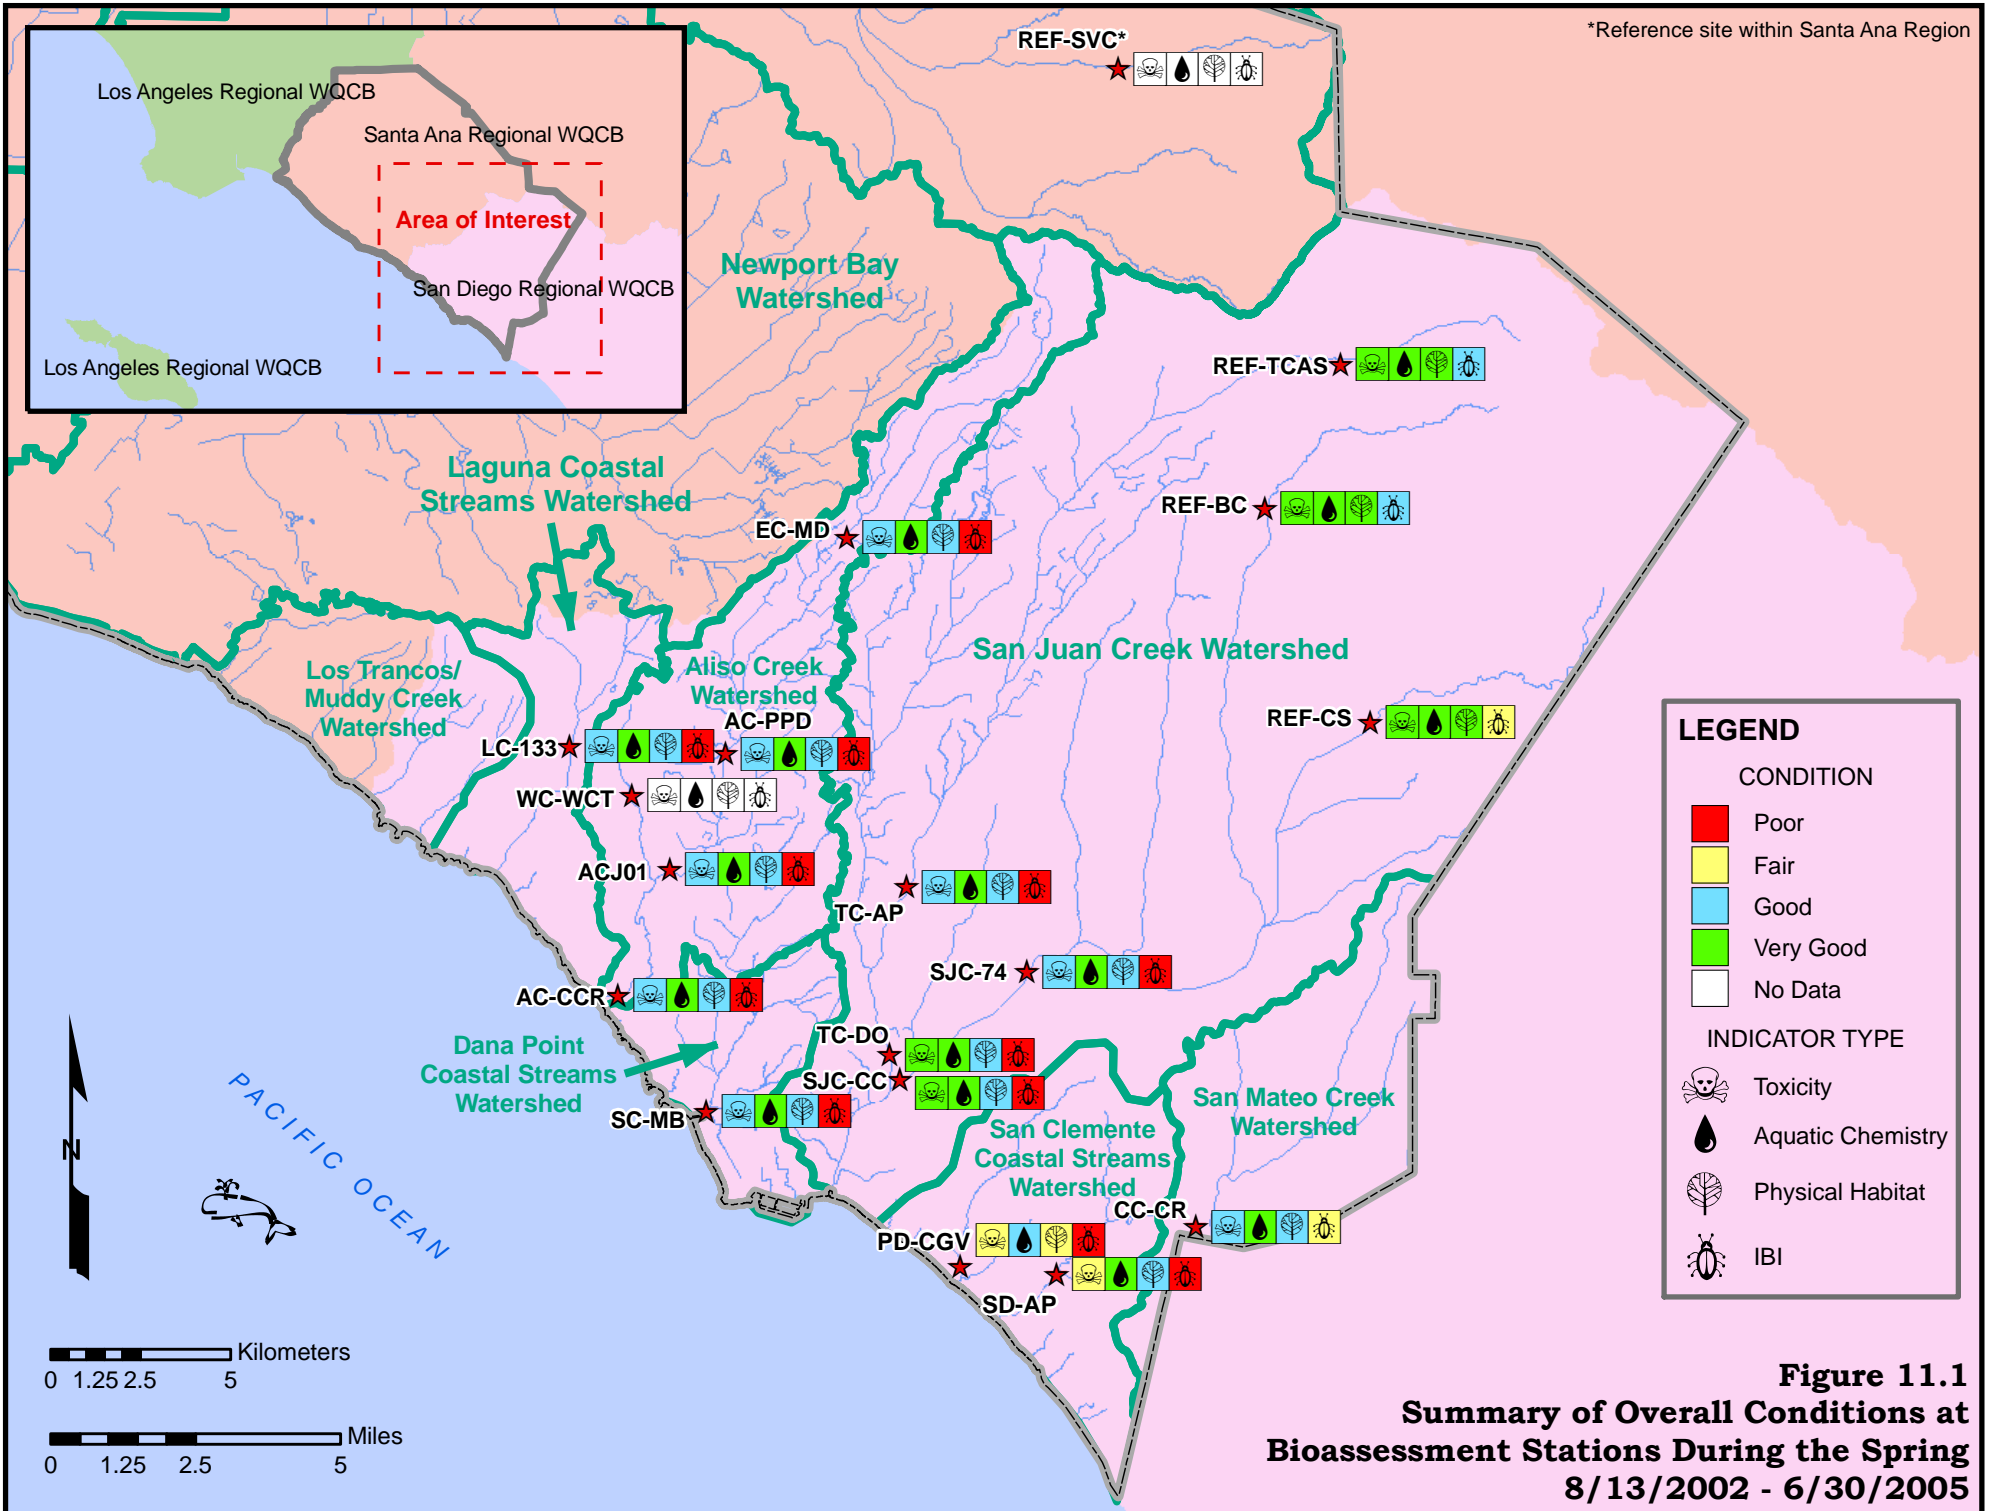 *Reference site within Santa Ana Region
REF-SVC*
Los Angeles Regional WQCB
Santa Ana Regional WQCB
Area of Interest
San Diego Regional WQCB
Los Angeles Regional WQCB
Newport Bay
Watershed
REF-TCAS
Laguna Coastal
Streams Watershed
REF-BC
EC-MD
San Juan Creek Watershed
Los Trancos/
Muddy Creek
Watershed
Aliso Creek
Watershed
AC-PPD
REF-CS
LC-133
WC-WCT
ACJ01
TC-AP
SJC-74
AC-CCR
Dana Point
Coastal Streams
Watershed
TC-DO
SJC-CC
SC-MB
San Mateo Creek
Watershed
San Clemente
Coastal Streams
Watershed
CC-CR
PD-CGV
SD-AP
PACIFIC OCEAN
N
LEGEND
CONDITION
Poor
Fair
Good
Very Good
No Data
INDICATOR TYPE
Toxicity
Aquatic Chemistry
Physical Habitat
IBI
Kilometers
0 1.25 2.5 5
Miles
0 1.25 2.5 5
Figure 11.1
Summary of Overall Conditions at
Bioassessment Stations During the Spring
8/13/2002 - 6/30/2005